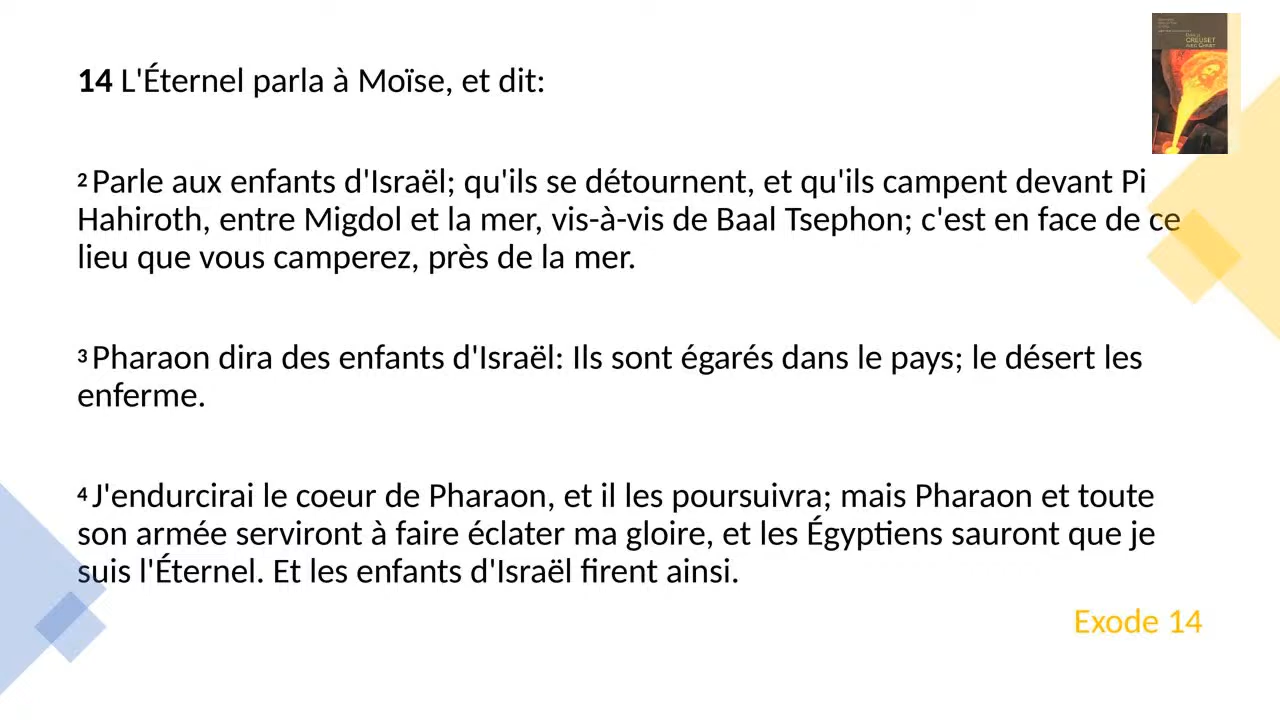 14 L'Éternel parla à Moïse, et dit:
2 Parle aux enfants d'Israël; qu'ils se détournent, et qu'ils campent devant Pi
Hahiroth, entre Migdol et la mer, vis-à-vis de Baal Tsephon; c'est en face de ce
lieu que vous camperez, près de la mer.
3 Pharaon dira des enfants d'Israël: Ils sont égarés dans le pays; le désert les
enferme.
4 J'endurcirai le coeur de Pharaon, et il les poursuivra; mais Pharaon et toute
son armée serviront à faire éclater ma gloire, et les Égyptiens sauront que je
suis l'Éternel. Et les enfants d'Israël firent ainsi.
Exode 14
CREUSET
AVEC CHRIST